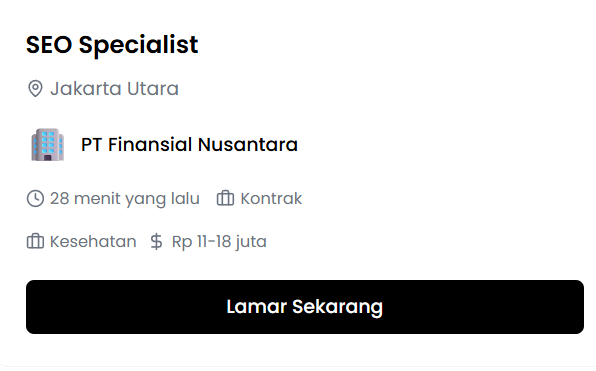 SEO Specialist
Jakarta Utara
PT Finansial Nusantara
28 menit yang lalu Kontrak
Kesehatan Rp 11-18 juta
Lamar Sekarang